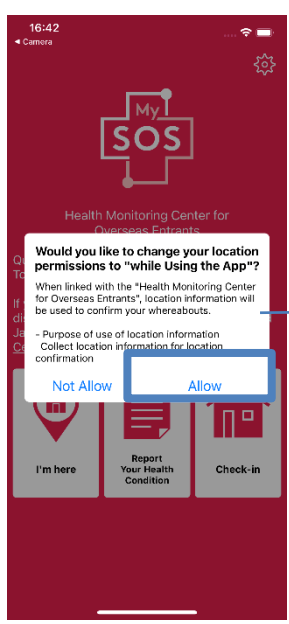 16:42
◀ Camera
My
SOS
Health Monitoring Center for
Overseas Entrants
Would you like to change your location
permissions to "while Using the App"?
When linked with the "Health Monitoring Center
for Overseas Entrants", location information will
be used to confirm your whereabouts.
- Purpose of use of location information
Collect location information for location
confirmation
Not Allow
Allow
I'm here
Report
Your Health
Condition
Check-in